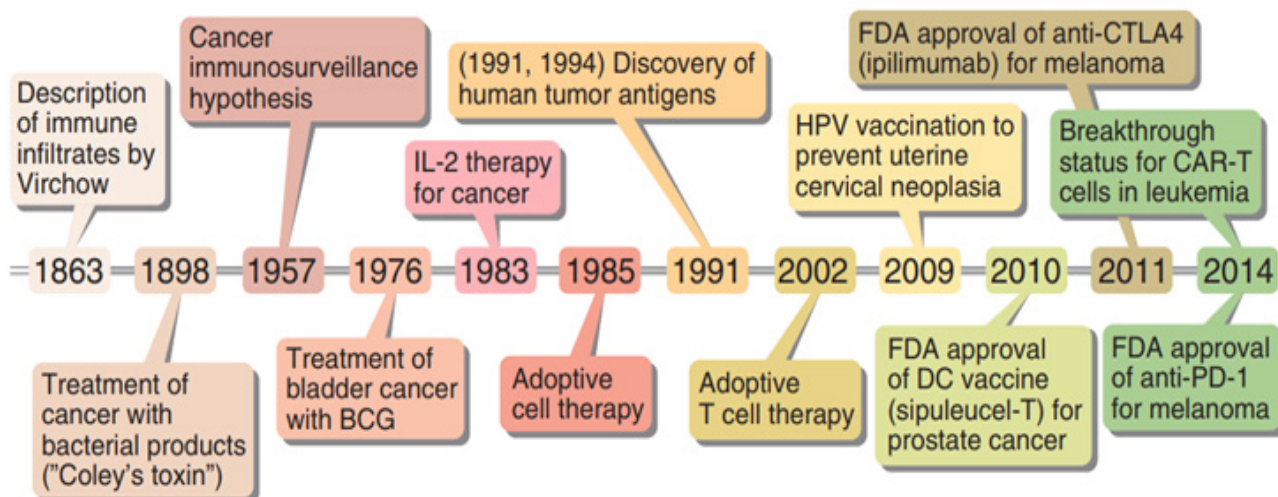 Description
of immune
infiltrates by
Virchow
Cancer
immunosurveillance
hypothesis
IL-2 therapy
for cancer
(1991, 1994) Discovery of
human tumor antigens
HPV vaccination to
prevent uterine
cervical neoplasia
FDA approval of anti-CTLA4
(ipilimumab) for melanoma
Breakthrough
status for CAR-T
cells in leukemia
1863 1898 1957 1976 1983 1985 1991 2002 2009 2010 2011 2014
Treatment of
cancer with
bacterial products
("Coley's toxin")
Treatment of
bladder cancer
with BCG
Adoptive
cell therapy
Adoptive
T cell therapy
FDA approval
of DC vaccine
(sipuleucel-T) for
prostate cancer
FDA approval
of anti-PD-1
for melanoma